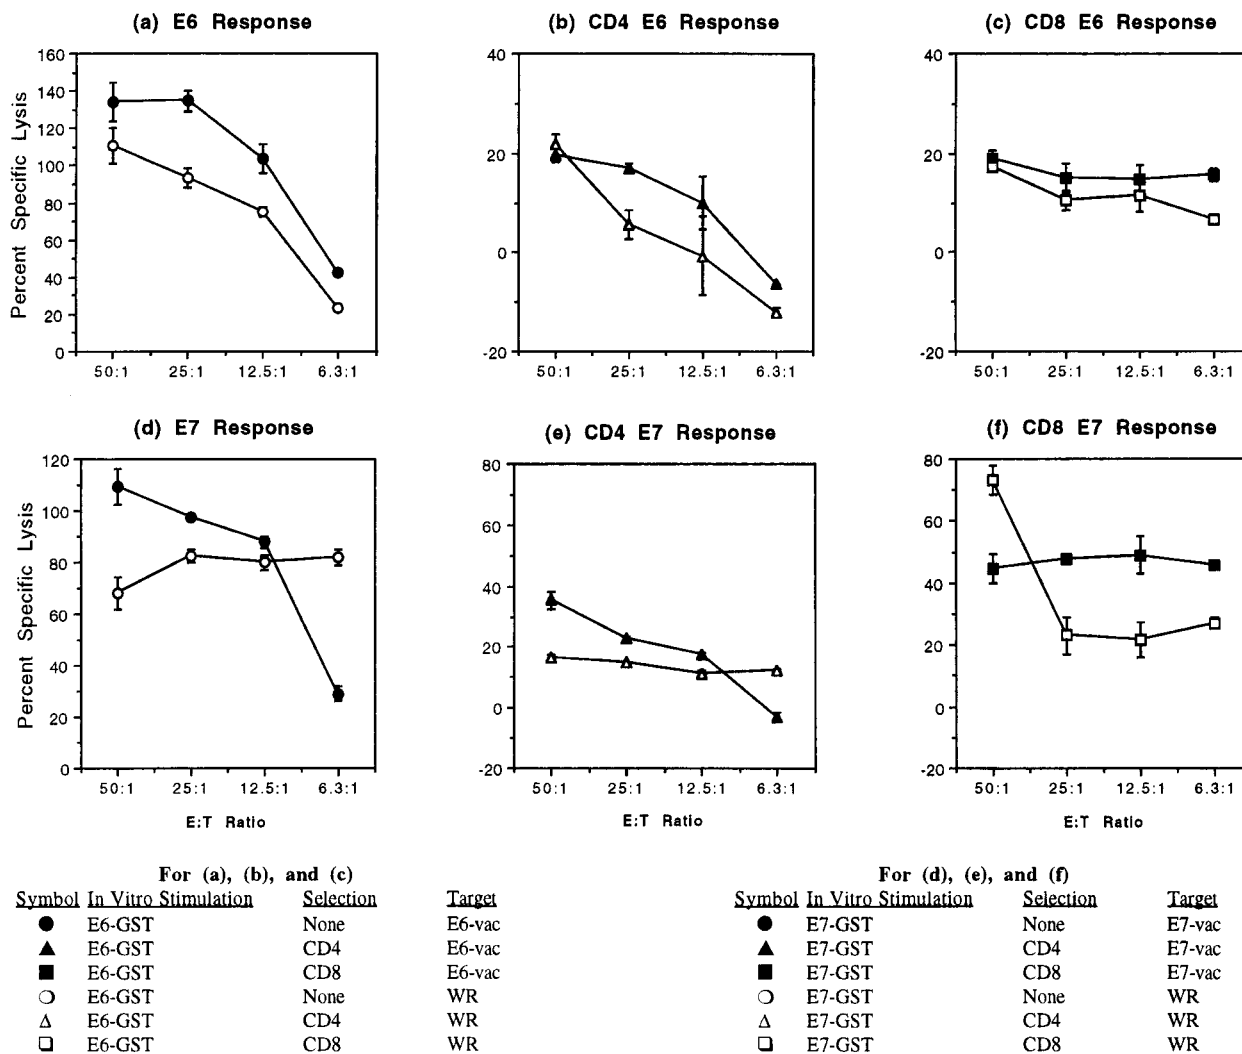 (a) E6 Response
(b) CD4 E6 Response
(c) CD8 E6 Response
Percent Specific Lysis
160
140
120
100
80
60
40
20
0
50:1 25:1 12.5:1 6.3:1
40
20
0
-20
50:1 25:1 12.5:1 6.3:1
40
20
0
-20
50:1 25:1 12.5:1 6.3:1
(d) E7 Response
(e) CD4 E7 Response
(f) CD8 E7 Response
Percent Specific Lysis
120
100
80
60
40
20
0
50:1 25:1 12.5:1 6.3:1
E:T Ratio
80
60
40
20
0
-20
50:1 25:1 12.5:1 6.3:1
E:T Ratio
80
60
40
20
0
-20
50:1 25:1 12.5:1 6.3:1
E:T Ratio
For (a), (b), and (c)
Symbol In Vitro Stimulation Selection Target
E6-GST None E6-vac
E6-GST CD4 E6-vac
E6-GST CD8 E6-vac
E6-GST None WR
E6-GST CD4 WR
E6-GST CD8 WR
For (d), (e), and (f)
Symbol In Vitro Stimulation Selection Target
E7-GST None E7-vac
E7-GST CD4 E7-vac
E7-GST CD8 E7-vac
E7-GST None WR
E7-GST CD4 WR
E7-GST CD8 WR